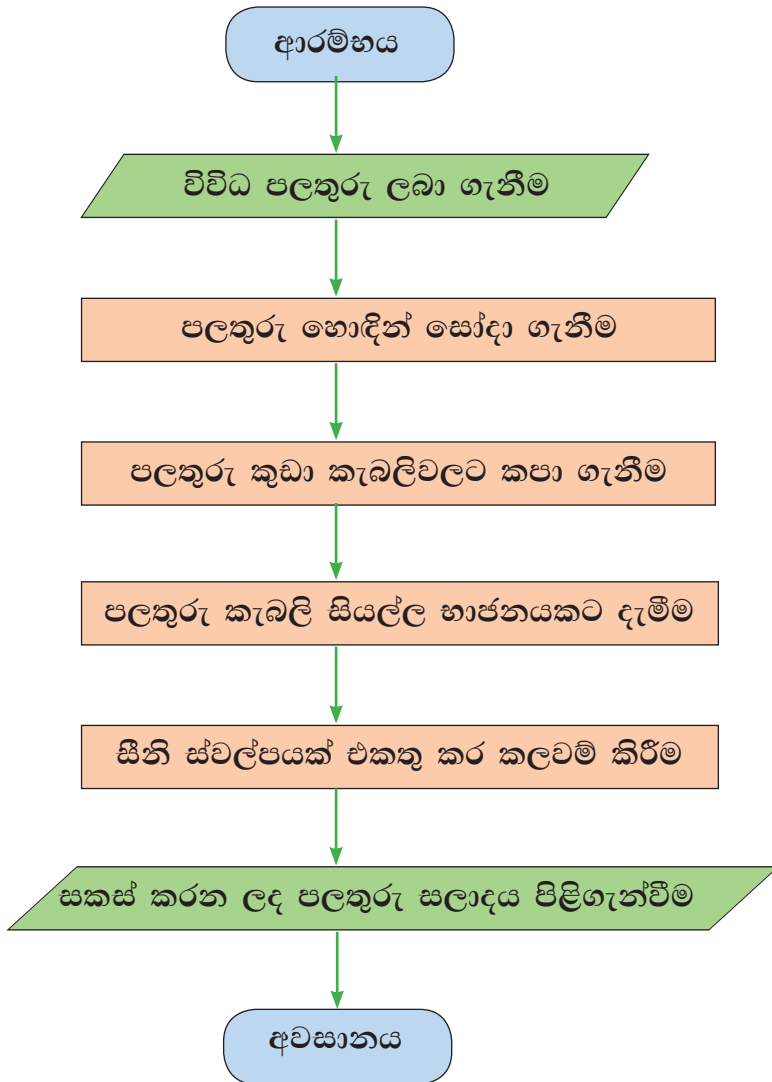 ආරම්භය
විවිධ පලතුරු ලබා ගැනීම
පලතුරු හොඳින් සෝදා ගැනීම
පලතුරු කුඩා කැබලිවලට කපා ගැනීම
පලතුරු කැබලි සියල්ල භාජනයකට දැමීම
සීනි ස්වල්පයක් එකතු කර කලවම් කිරීම
සකස් කරන ලද පලතුරු සලාදය පිළිගැන්වීම
අවසානය